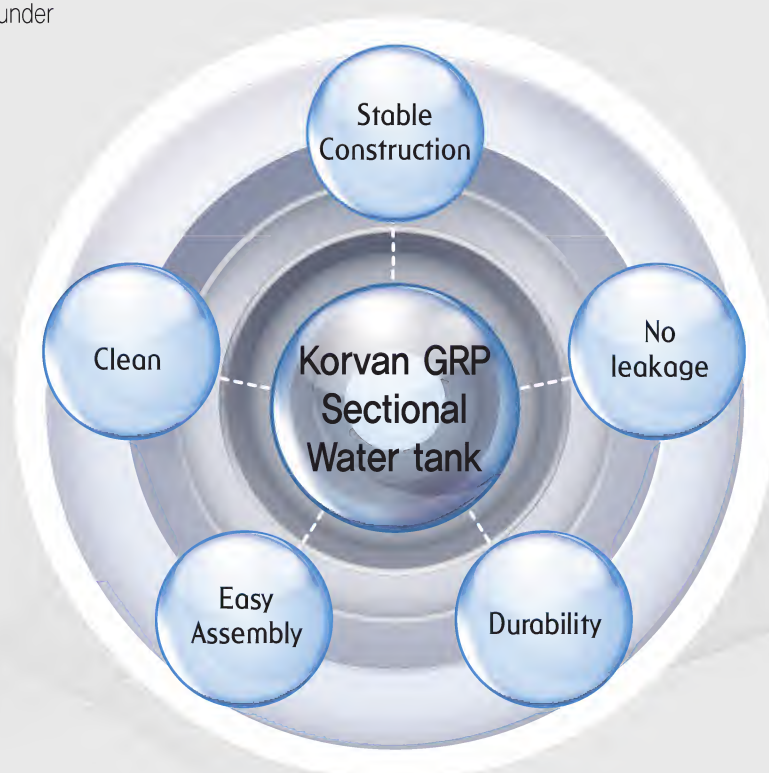 under
Stable
Construction
No
leakage
Clean
Korvan GRP
Sectional
Water tank
Easy
Assembly
Durability